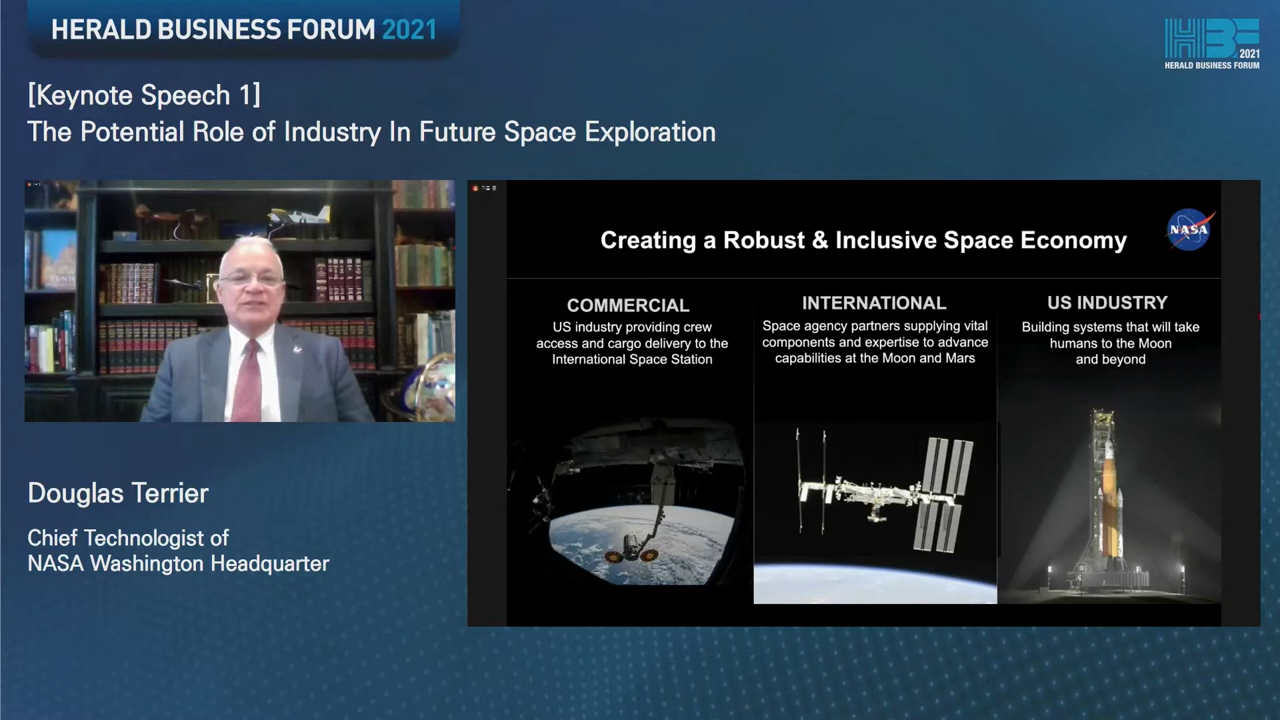 HERALD BUSINESS FORUM 2021
HBF
2021
HERALD BUSINESS FORUM
[Keynote Speech 1]
The Potential Role of Industry In Future Space Exploration
Creating a Robust & Inclusive Space Economy
NASA
COMMERCIAL
US industry providing crew
access and cargo delivery to the
International Space Station
INTERNATIONAL
Space agency partners supplying vital
components and expertise to advance
capabilities at the Moon and Mars
US INDUSTRY
Building systems that will take
humans to the Moon
and beyond
Douglas Terrier
Chief Technologist of
NASA Washington Headquarter